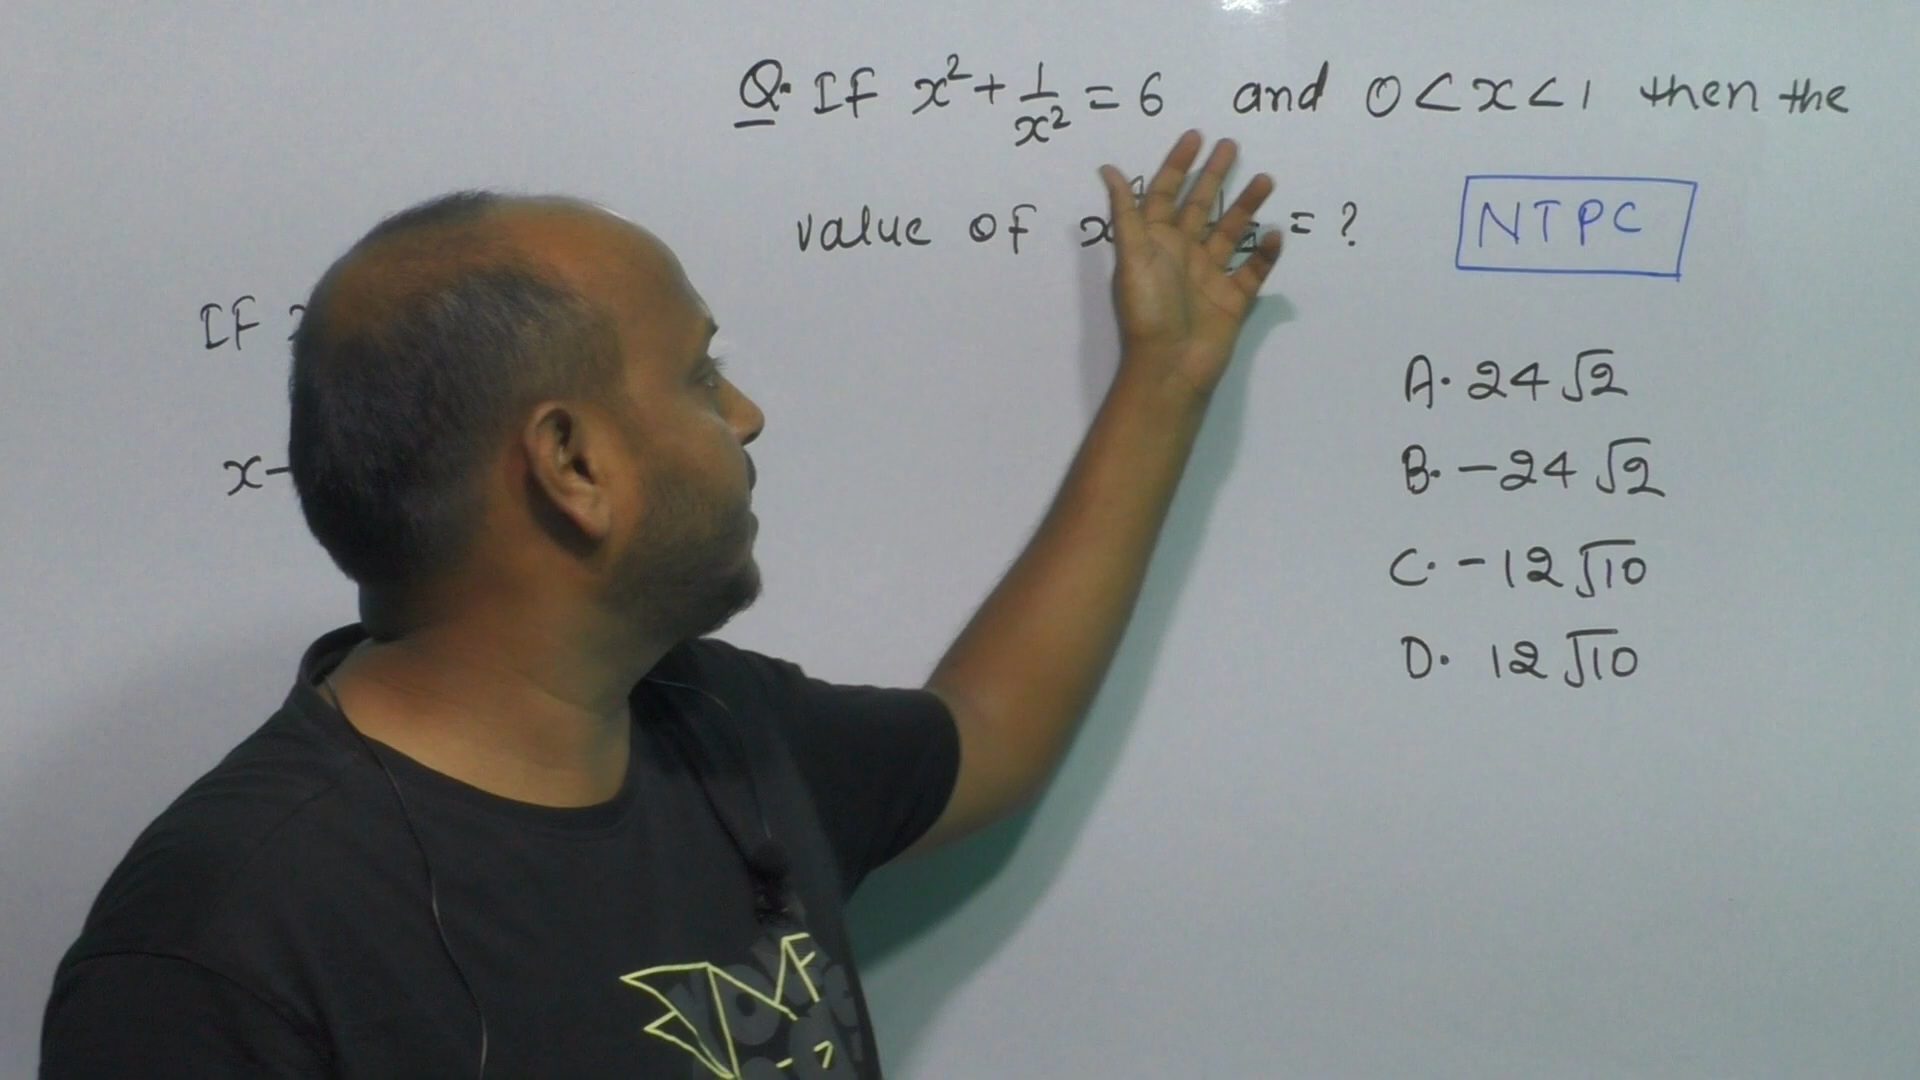 Q. If x² + 1/x² = 6 and 0 < x < 1 then the
value of x = ?
NTPC
If
x-
A. 24√2
B. -24√2
C. -12√10
D. 12√10